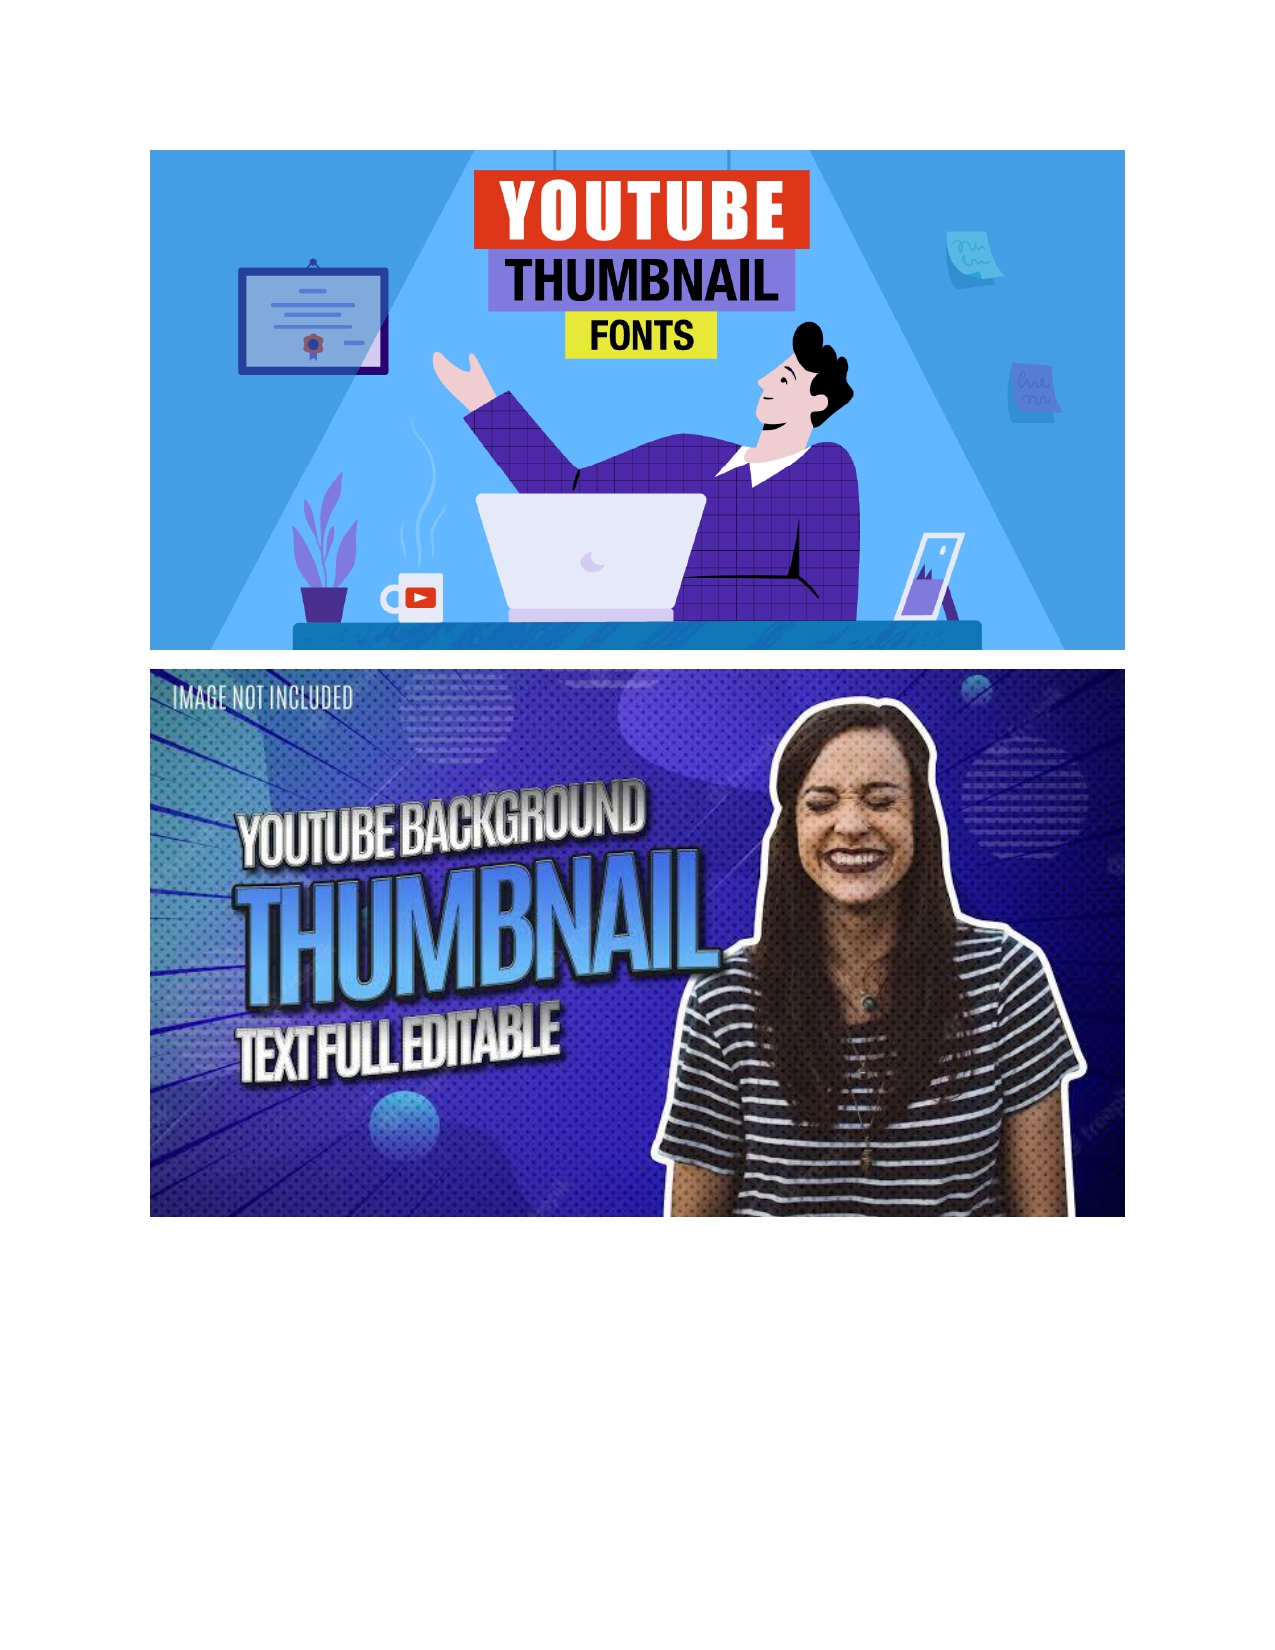 YOUTUBE
THUMBNAIL
FONTS
IMAGE NOT INCLUDED
YOUTUBE BACKGROUND
THUMBNAIL
TEXT FULL EDITABLE